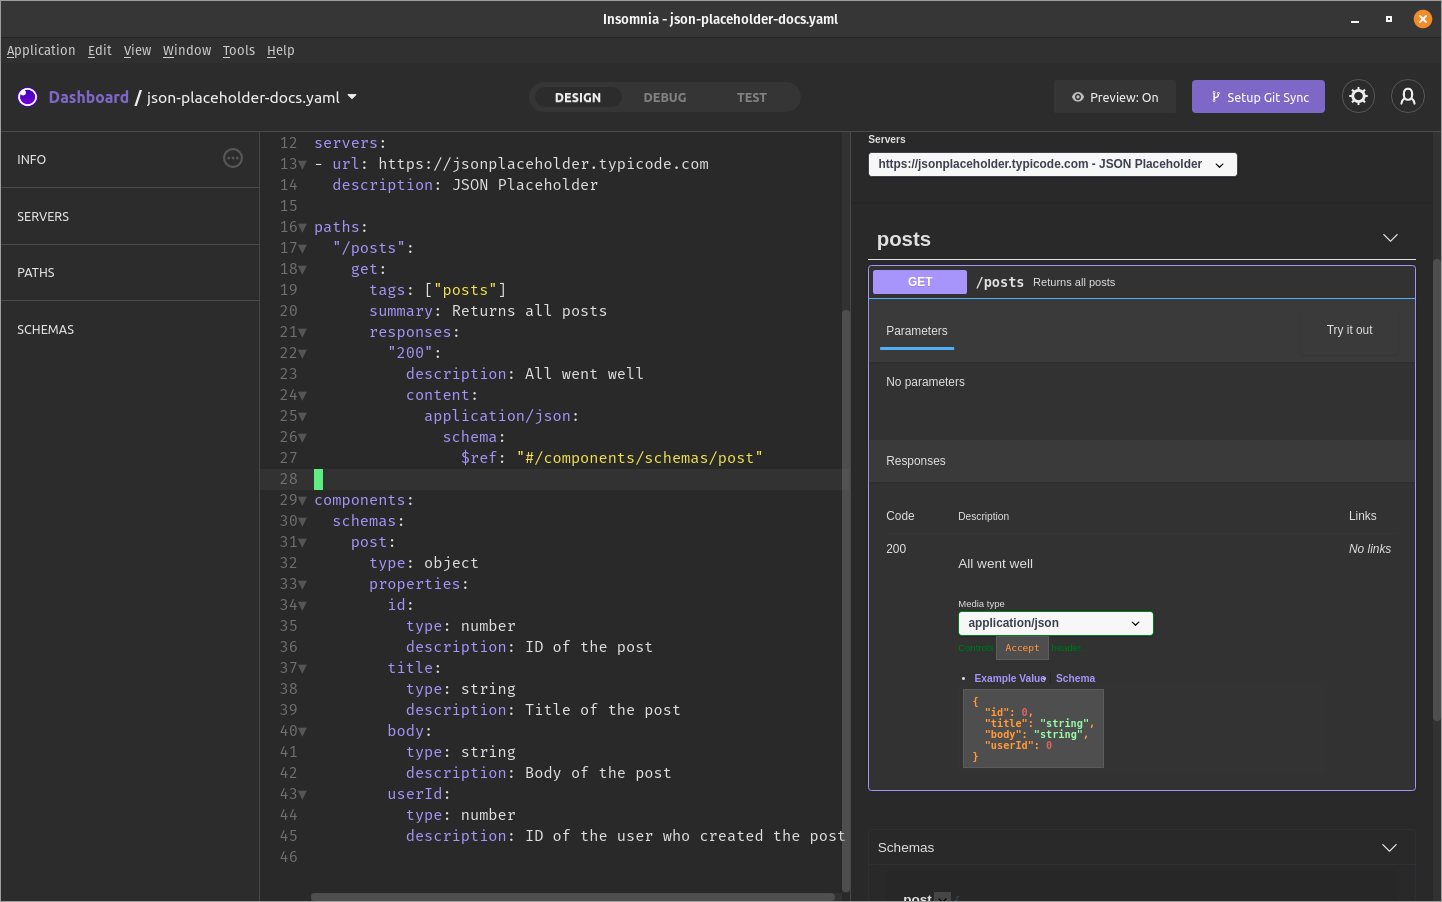 Insomnia - json-placeholder-docs.yaml
Application Edit View Window Tools Help
Dashboard / json-placeholder-docs.yaml
DESIGN DEBUG TEST
Preview: On
Setup Git Sync
INFO
SERVERS
PATHS
SCHEMAS
12 servers:
13 - url: https://jsonplaceholder.typicode.com
14 description: JSON Placeholder
15
16 paths:
17 "/posts":
18 get:
19 tags: ["posts"]
20 summary: Returns all posts
21 responses:
22 "200":
23 description: All went well
24 content:
25 application/json:
26 schema:
27 $ref: "#/components/schemas/post"
28
29 components:
30 schemas:
31 post:
32 type: object
33 properties:
34 id:
35 type: number
36 description: ID of the post
37 title:
38 type: string
39 description: Title of the post
40 body:
41 type: string
42 description: Body of the post
43 userId:
44 type: number
45 description: ID of the user who created the post
46
Servers
https://jsonplaceholder.typicode.com - JSON Placeholder
posts
GET /posts Returns all posts
Parameters
Try it out
No parameters
Responses
Code Description Links
200 No links
All went well
Media type
application/json
Controls Accept header.
Example Value Schema
{
"id": 0,
"title": "string",
"body": "string",
"userId": 0
}
Schemas
post